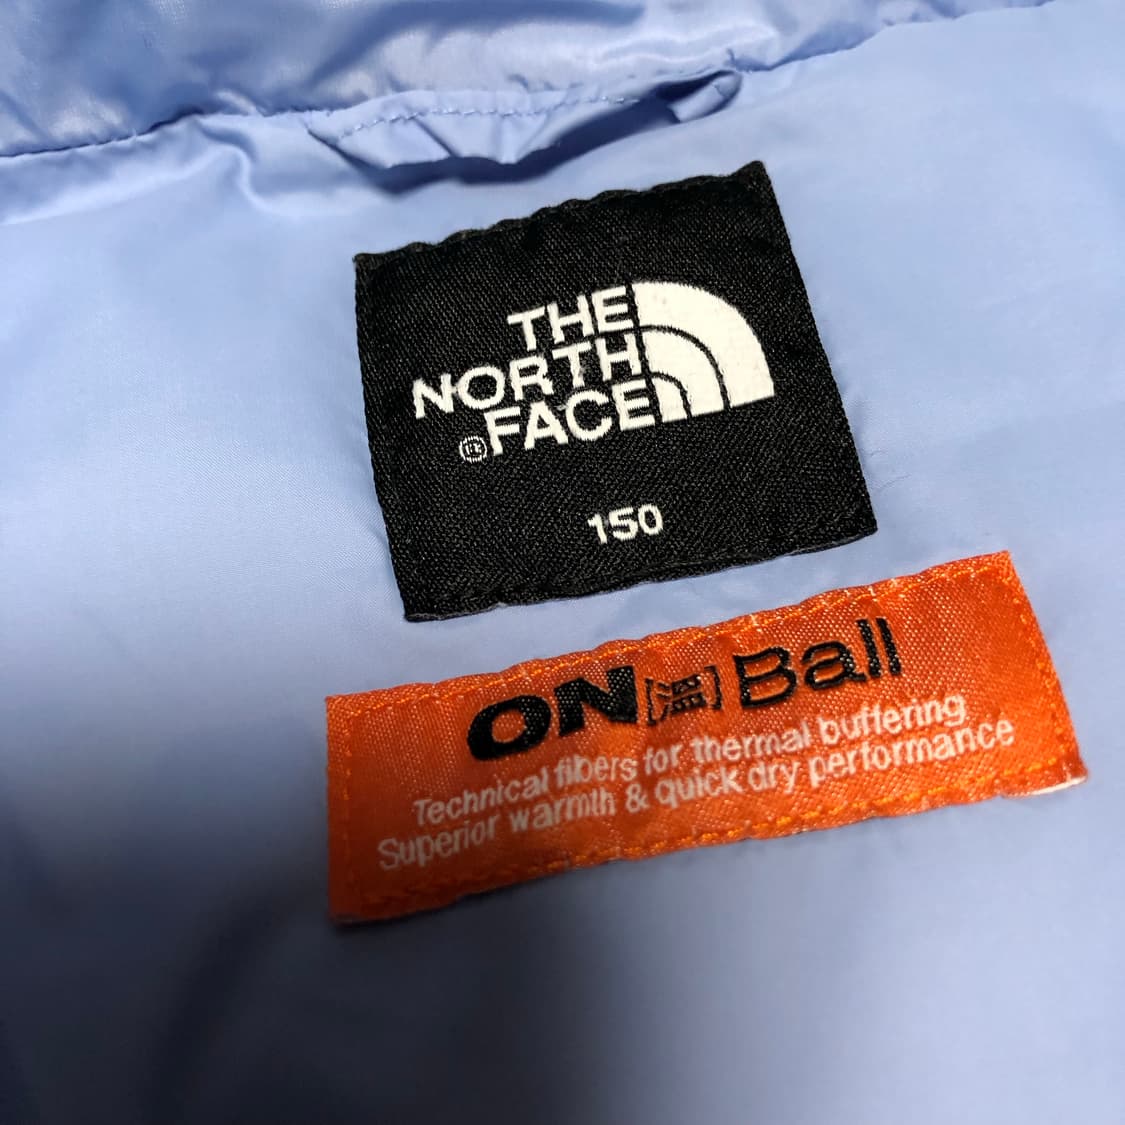 THE
NORTH
FACE
®
150
ON[温]Ball
Technical fibers for thermal buffering
Superior warmth & quick dry performance